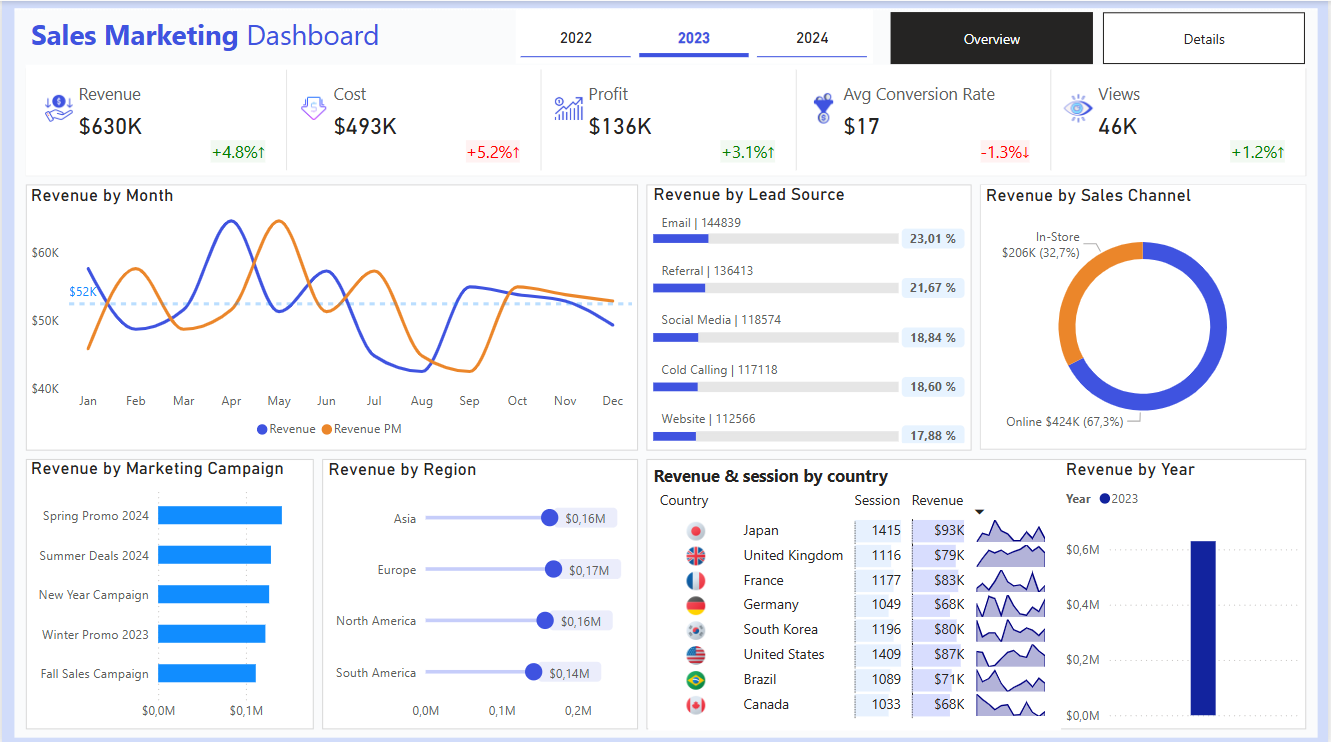 Sales Marketing Dashboard
2022 2023 2024
Overview Details
Revenue
$630K
+4.8%↑
Cost
$493K
+5.2%↑
Profit
$136K
+3.1%↑
Avg Conversion Rate
$17
-1.3%↓
Views
46K
+1.2%↑
Revenue by Month
$60K
$52K
$50K
$40K
Jan Feb Mar Apr May Jun Jul Aug Sep Oct Nov Dec
Revenue Revenue PM
Revenue by Lead Source
Email | 144839
23,01 %
Referral | 136413
21,67 %
Social Media | 118574
18,84 %
Cold Calling | 117118
18,60 %
Website | 112566
17,88 %
Revenue by Sales Channel
In-Store
$206K (32,7%)
Online $424K (67,3%)
Revenue by Marketing Campaign
Spring Promo 2024
Summer Deals 2024
New Year Campaign
Winter Promo 2023
Fall Sales Campaign
$0,0M $0,1M
Revenue by Region
Asia $0,16M
Europe $0,17M
North America $0,16M
South America $0,14M
0,0M 0,1M 0,2M
Revenue & session by country
Country Session Revenue
Japan 1415 $93K
United Kingdom 1116 $79K
France 1177 $83K
Germany 1049 $68K
South Korea 1196 $80K
United States 1409 $87K
Brazil 1089 $71K
Canada 1033 $68K
Revenue by Year
Year 2023
$0,6M
$0,4M
$0,2M
$0,0M